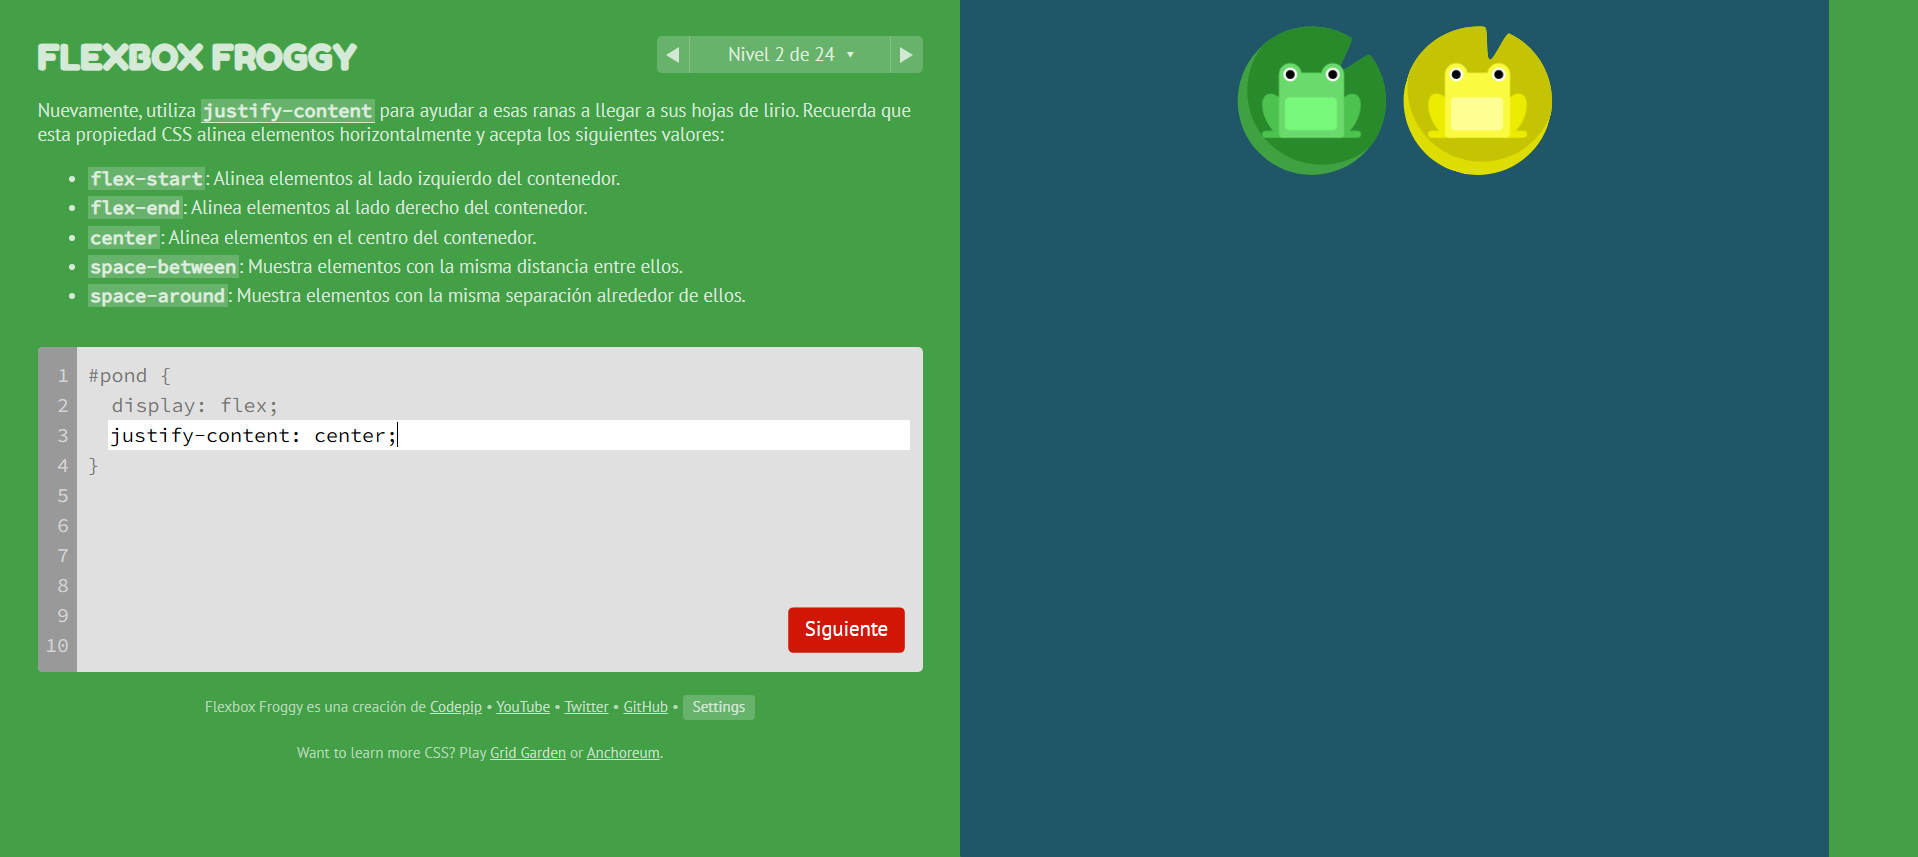 FLEXBOX FROGGY
Nivel 2 de 24
Nuevamente, utiliza justify-content para ayudar a esas ranas a llegar a sus hojas de lirio. Recuerda que
esta propiedad CSS alinea elementos horizontalmente y acepta los siguientes valores:
• flex-start: Alinea elementos al lado izquierdo del contenedor.
• flex-end: Alinea elementos al lado derecho del contenedor.
• center: Alinea elementos en el centro del contenedor.
• space-between: Muestra elementos con la misma distancia entre ellos.
• space-around: Muestra elementos con la misma separación alrededor de ellos.
1 #pond {
2 display: flex;
3 justify-content: center;
4 }
5
6
7
8
9
10
Siguiente
Flexbox Froggy es una creación de Codepip • YouTube • Twitter • GitHub • Settings
Want to learn more CSS? Play Grid Garden or Anchoreum.